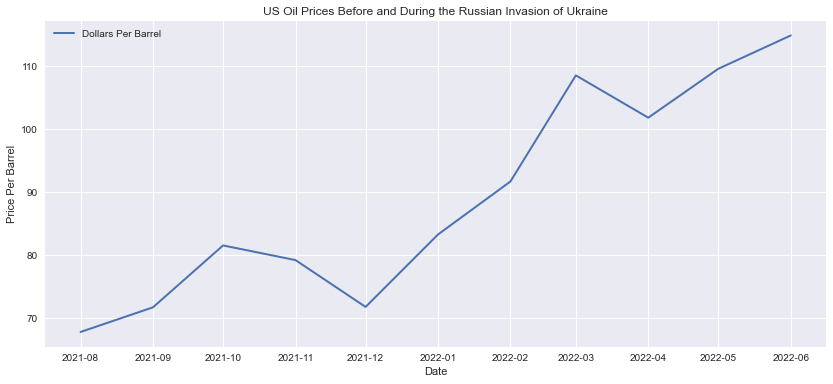 US Oil Prices Before and During the Russian Invasion of Ukraine
Dollars Per Barrel
Price Per Barrel
110
100
90
80
70
2021-08 2021-09 2021-10 2021-11 2021-12 2022-01 2022-02 2022-03 2022-04 2022-05 2022-06
Date